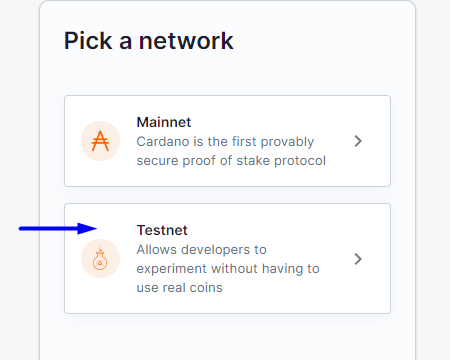 Pick a network
Mainnet
Cardano is the first provably
secure proof of stake protocol
Testnet
Allows developers to
experiment without having to
use real coins